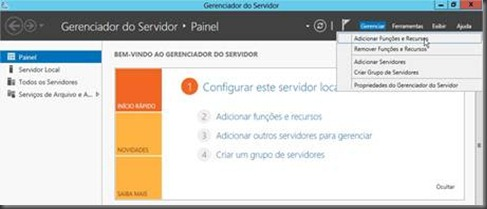 Gerenciador do Servidor
Gerenciador do Servidor ▸ Painel
Gerenciar Ferramentas Exibir Ajuda
Adicionar Funções e Recursos
Remover Funções e Recursos
Adicionar Servidores
Criar Grupo de Servidores
Propriedades do Gerenciador do Servidor
Painel
Servidor Local
Todos os Servidores
Serviços de Arquivo e A...
BEM-VINDO AO GERENCIADOR DO SERVIDOR
INÍCIO RÁPIDO
NOVIDADES
SAIBA MAIS
1 Configurar este servidor loca
2 Adicionar funções e recursos
3 Adicionar outros servidores para gerenciar
4 Criar um grupo de servidores
Ocultar